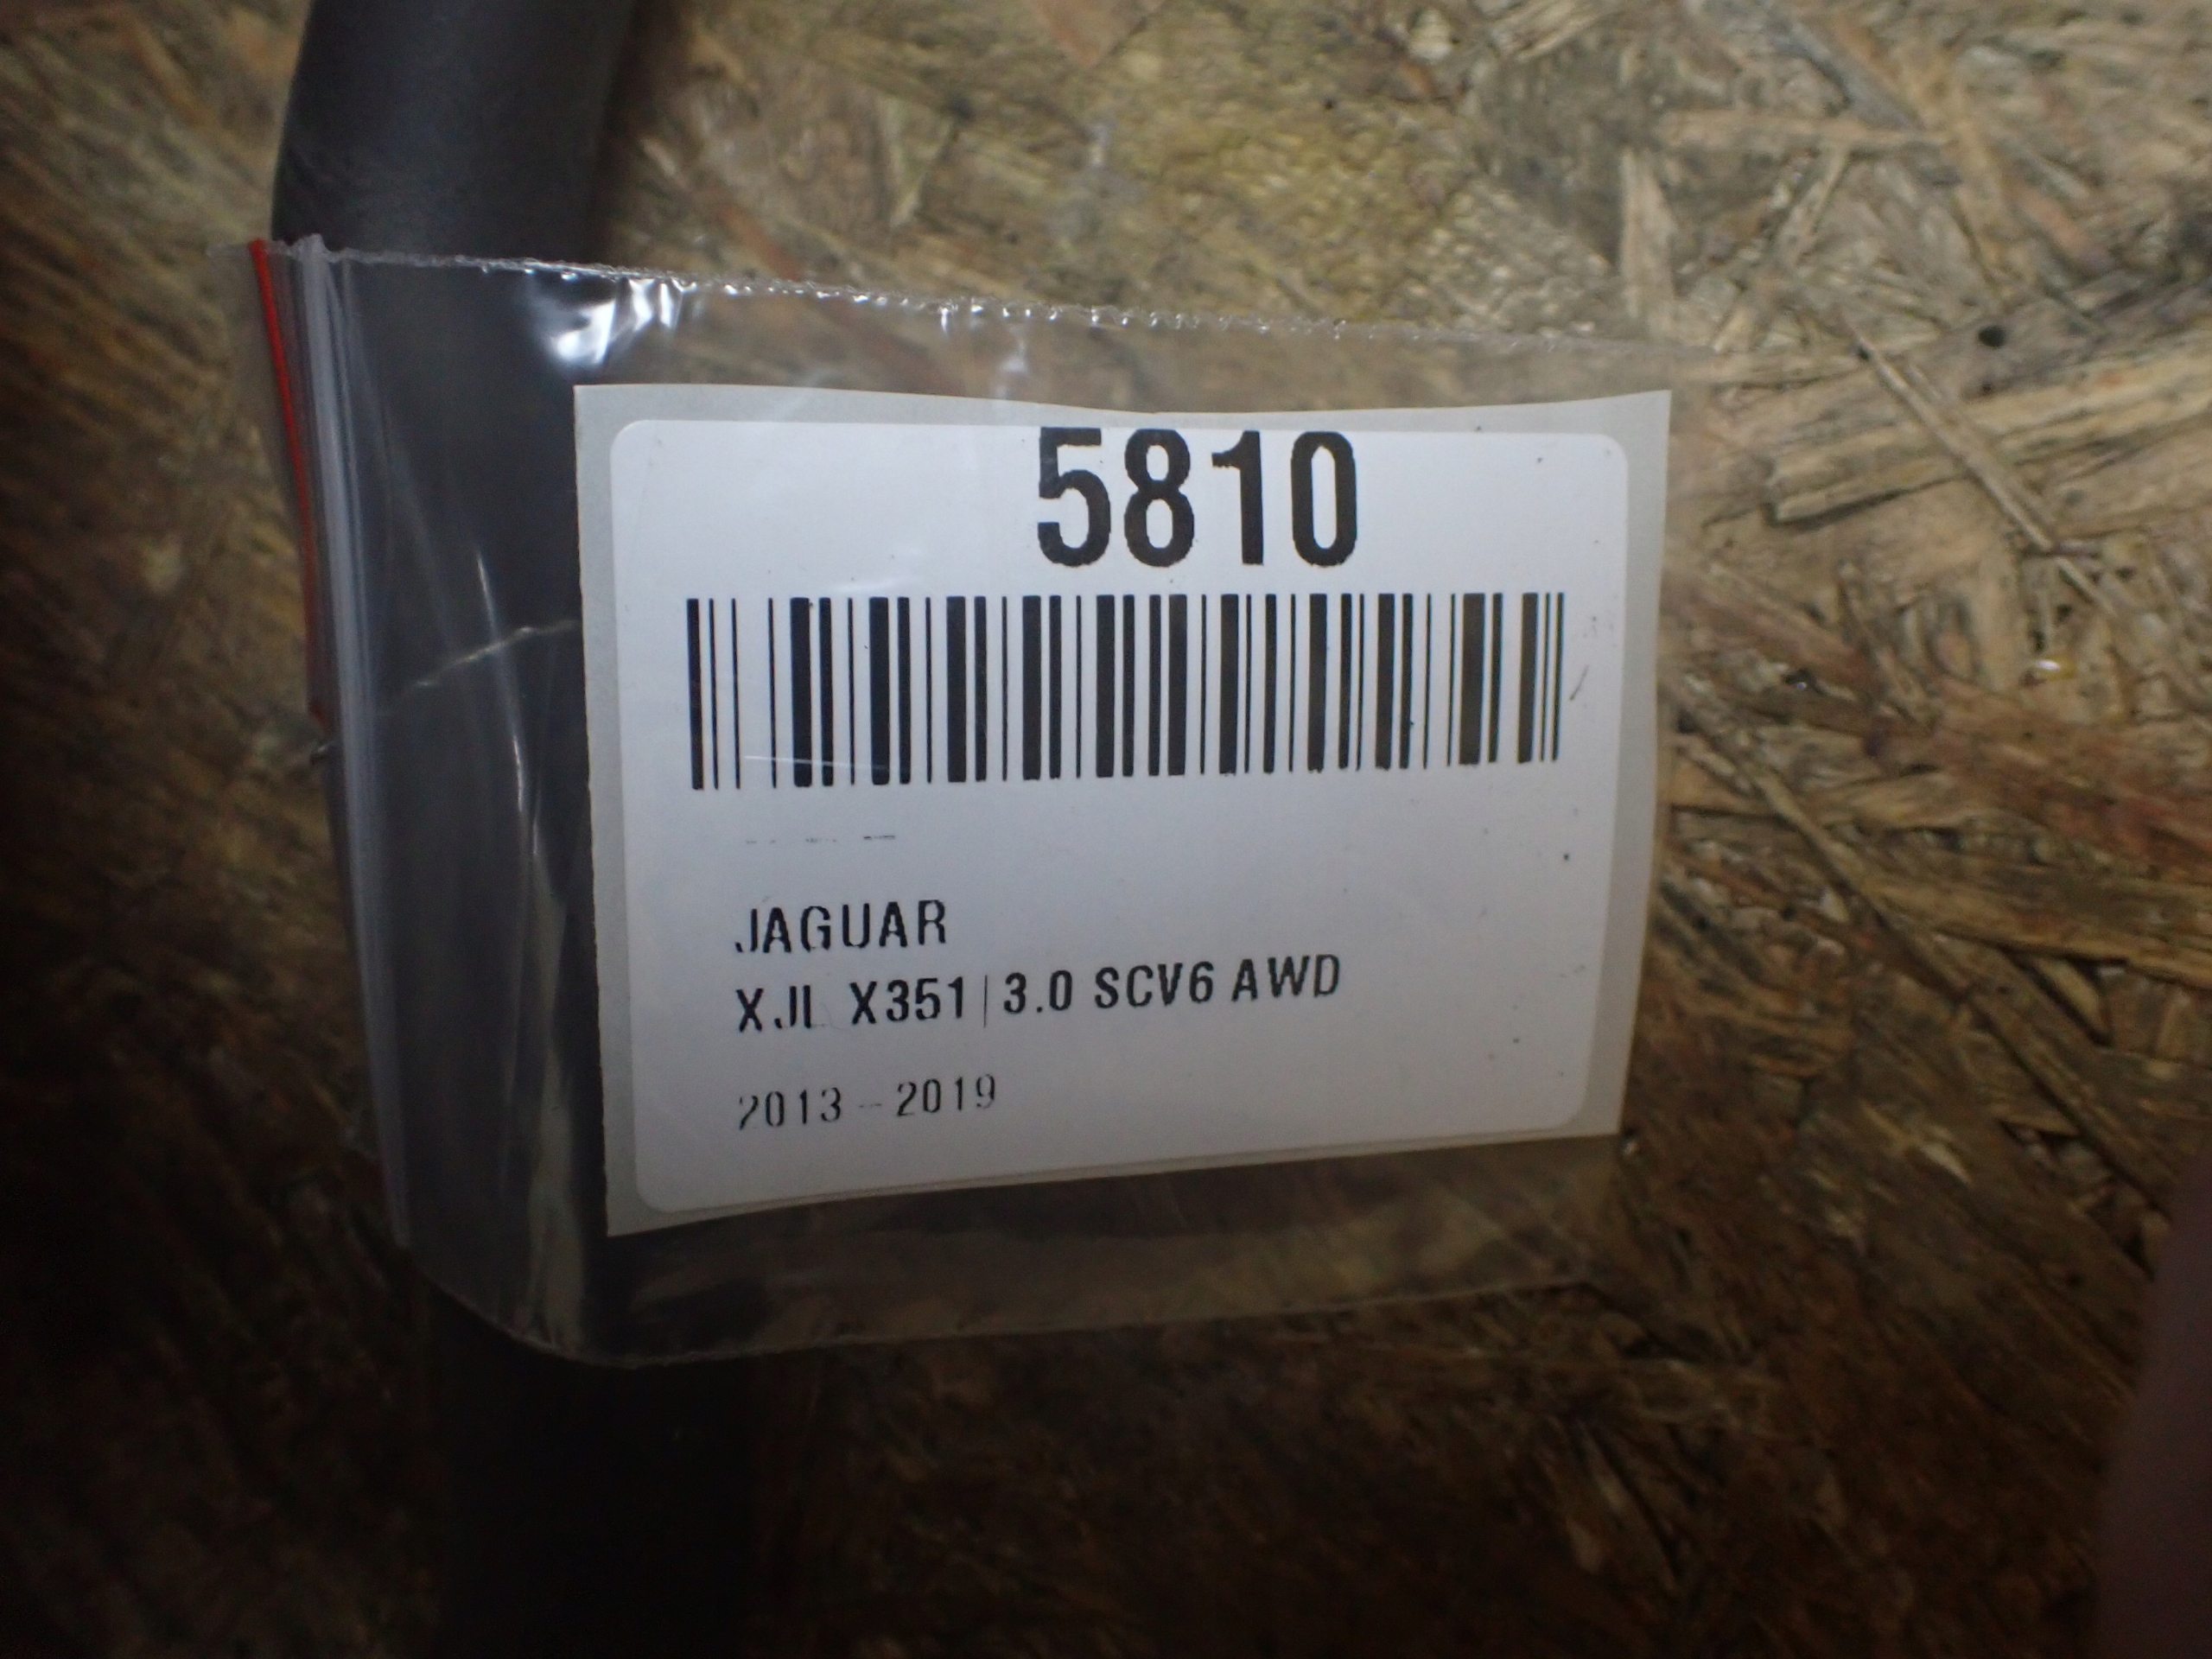 5810
JAGUAR
XJL X351 | 3.0 SCV6 AWD
2013 - 2019